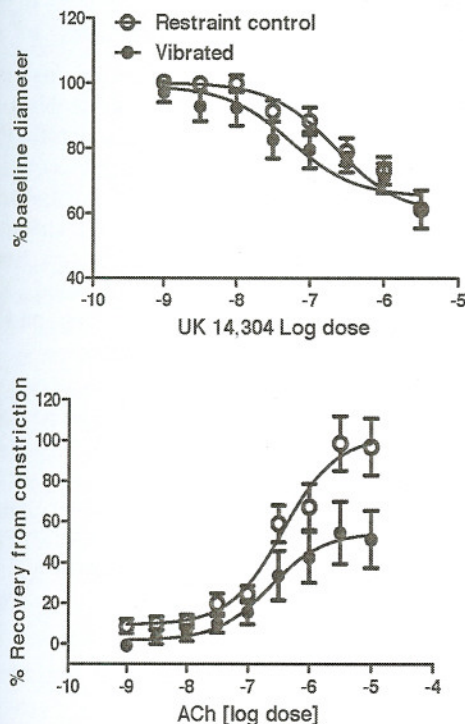 Restraint control
Vibrated
120
100
80
60
40
%baseline diameter
-10 -9 -8 -7 -6 -5
UK 14,304 Log dose
120
100
80
60
40
20
0
% Recovery from constriction
-10 -9 -8 -7 -6 -5 -4
ACh [log dose]